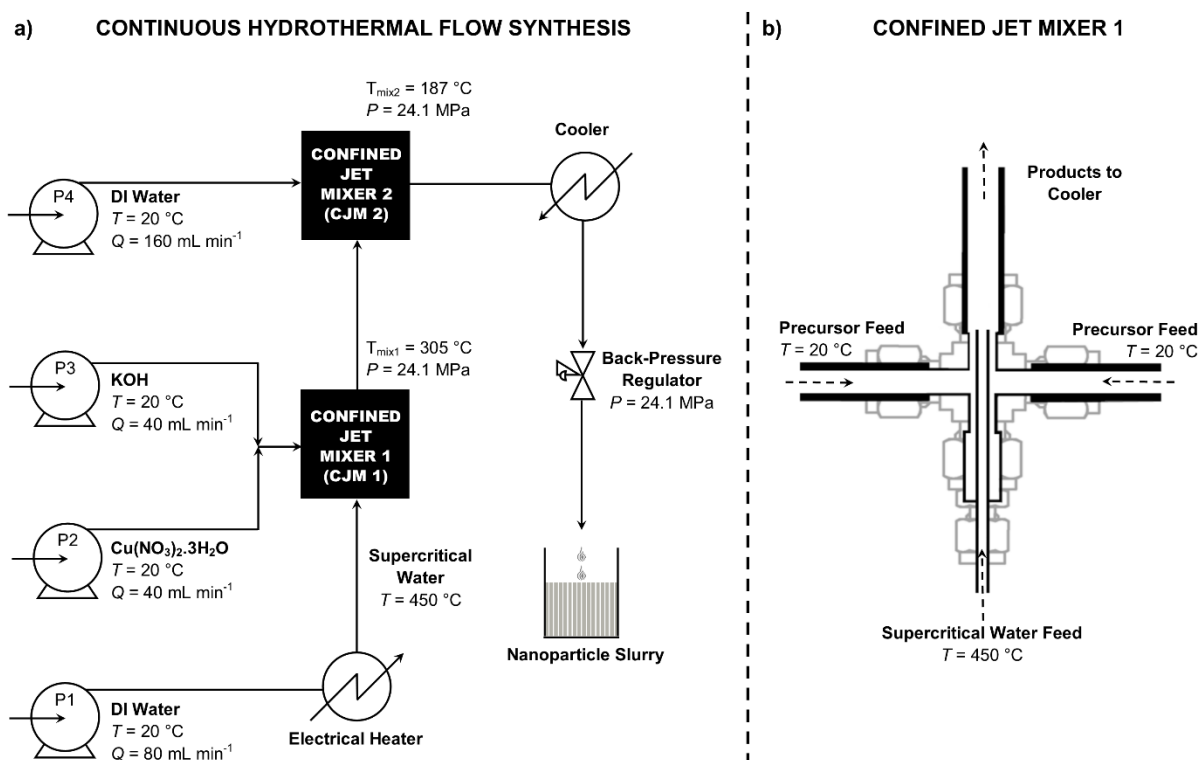 a) CONTINUOUS HYDROTHERMAL FLOW SYNTHESIS
T_mix2 = 187 °C
P = 24.1 MPa
Cooler
CONFINED
JET
MIXER 2
(CJM 2)
P4
DI Water
T = 20 °C
Q = 160 mL min⁻¹
T_mix1 = 305 °C
P = 24.1 MPa
P3
KOH
T = 20 °C
Q = 40 mL min⁻¹
CONFINED
JET
MIXER 1
(CJM 1)
Back-Pressure
Regulator
P = 24.1 MPa
P2
Cu(NO₃)₂.3H₂O
T = 20 °C
Q = 40 mL min⁻¹
Supercritical
Water
T = 450 °C
Nanoparticle Slurry
P1
DI Water
T = 20 °C
Q = 80 mL min⁻¹
Electrical Heater
b) CONFINED JET MIXER 1
Products to
Cooler
Precursor Feed
T = 20 °C
Precursor Feed
T = 20 °C
Supercritical Water Feed
T = 450 °C